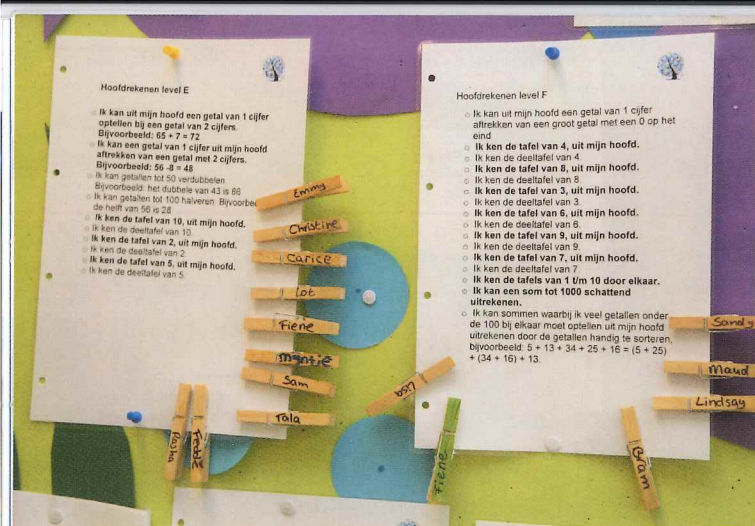 Hoofdrekenen level E
Ik kan uit mijn hoofd een getal van 1 cijfer
optellen bij een getal van 2 cijfers.
Bijvoorbeeld: 65 + 7 = 72
Ik kan een getal van 1 cijfer uit mijn hoofd
aftrekken van een getal met 2 cijfers.
Bijvoorbeeld: 56 -8 = 48
Ik kan getallen tot 50 verdubbelen
Bijvoorbeeld: het dubbele van 43 is 86
Ik kan getallen tot 100 halveren. Bijvoorbee
de helft van 56 is 28
Ik ken de tafel van 10, uit mijn hoofd.
Ik ken de deeltafel van 10
Ik ken de tafel van 2, uit mijn hoofd.
Ik ken de deeltafel van 2
Ik ken de tafel van 5, uit mijn hoofd.
Ik ken de deeltafel van 5
Emmy
Christine
Carice
Lot
Fiene
Myntje
Sam
Tala
Pasha
Febbe
Hoofdrekenen level F
Ik kan uit mijn hoofd een getal van 1 cijfer
aftrekken van een groot getal met een 0 op het
eind
Ik ken de tafel van 4, uit mijn hoofd.
Ik ken de deeltafel van 4.
Ik ken de tafel van 8, uit mijn hoofd.
Ik ken de deeltafel van 8.
Ik ken de tafel van 3, uit mijn hoofd.
Ik ken de deeltafel van 3.
Ik ken de tafel van 6, uit mijn hoofd.
Ik ken de deeltafel van 6.
Ik ken de tafel van 9, uit mijn hoofd.
Ik ken de deeltafel van 9.
Ik ken de tafel van 7, uit mijn hoofd.
Ik ken de deeltafel van 7
Ik ken de tafels van 1 t/m 10 door elkaar.
Ik kan een som tot 1000 schattend
uitrekenen.
Ik kan sommen waarbij ik veel getallen onder
de 100 bij elkaar moet optellen uit mijn hoofd
uitrekenen door de getallen handig te sorteren,
bijvoorbeeld: 5 + 13 + 34 + 25 + 16 = (5 + 25)
+ (34 + 16) + 13.
Sandy
Maud
Lindsay
Lisa
Fiene
Bram